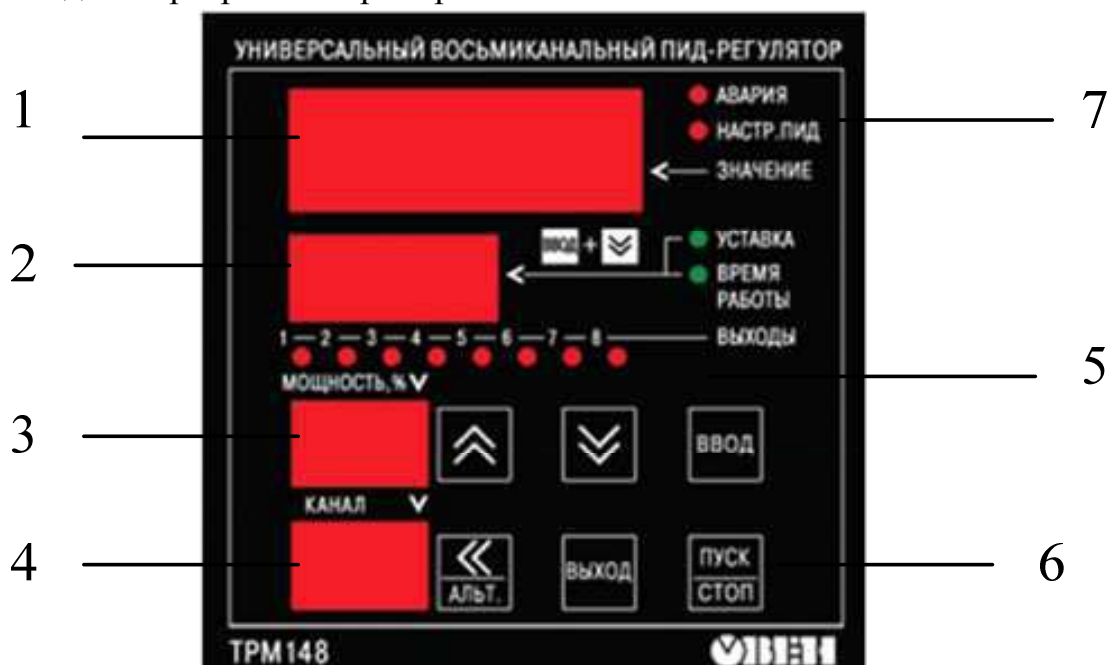 УНИВЕРСАЛЬНЫЙ ВОСЬМИКАНАЛЬНЫЙ ПИД-РЕГУЛЯТОР
1
АВАРИЯ
7
НАСТР.ПИД
ЗНАЧЕНИЕ
2
ВВОД +
УСТАВКА
ВРЕМЯ
РАБОТЫ
1 — 2 — 3 — 4 — 5 — 6 — 7 — 8 ВЫХОДЫ
МОЩНОСТЬ,%
5
3
ВВОД
КАНАЛ
4
АЛЬТ.
ВЫХОД
ПУСК
СТОП
6
ТРМ148
ОВЕН